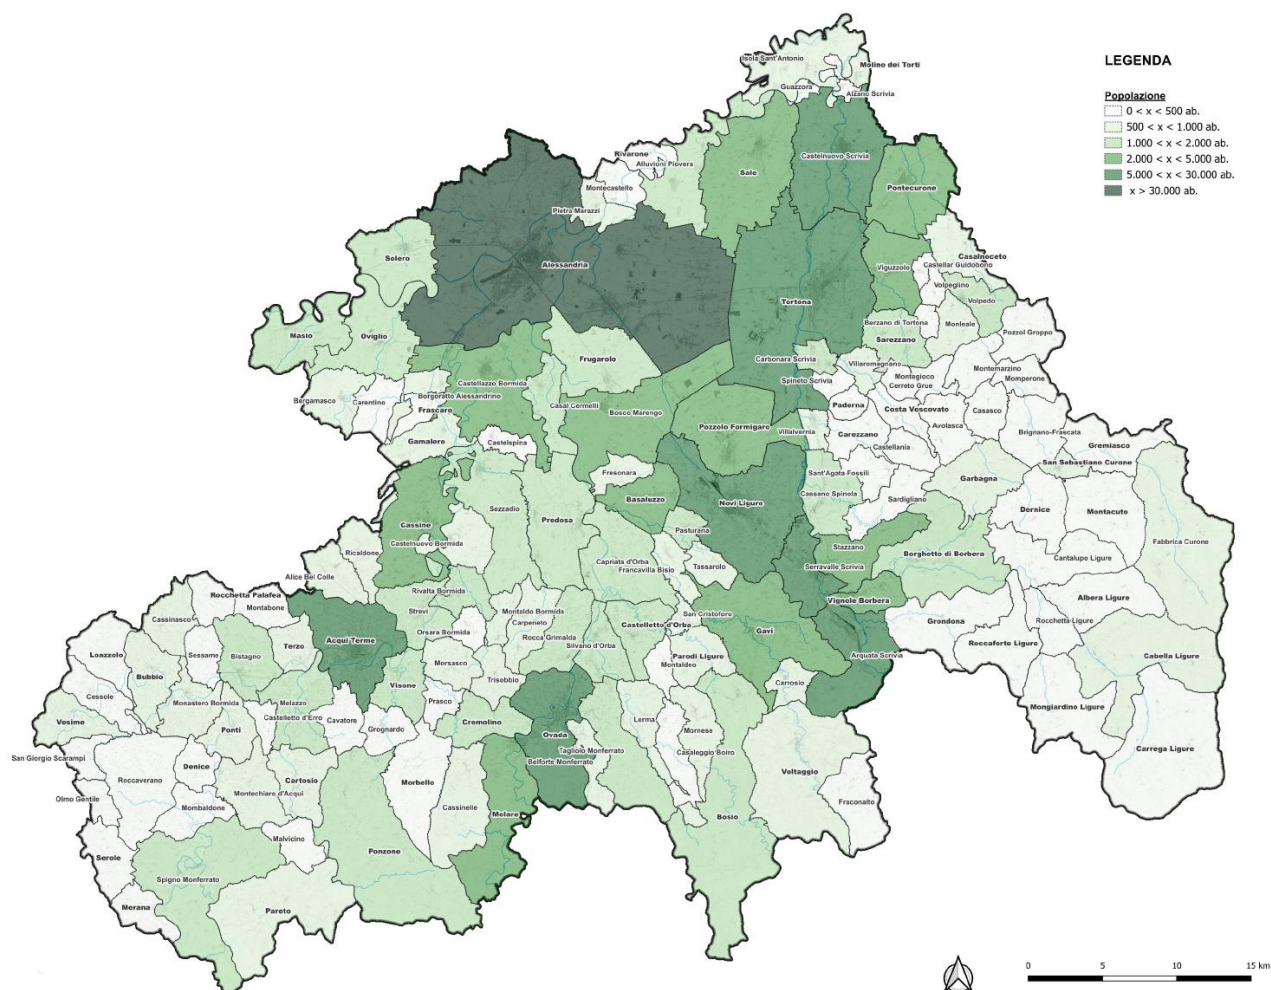 LEGENDA
Popolazione
0 < x < 500 ab.
500 < x < 1.000 ab.
1.000 < x < 2.000 ab.
2.000 < x < 5.000 ab.
5.000 < x < 30.000 ab.
x > 30.000 ab.
Isola Sant'Antonio
Molino dei Torti
Guazzora
Alzano Scrivia
Rivarone
Alluvioni Piovera
Castelnuovo Scrivia
Sale
Pontecurone
Montecastello
Pietra Marazzi
Solero
Alessandria
Casalnoceto
Castellar Guidobono
Viguzzolo
Volpeglino
Volpedo
Tortona
Berzano di Tortona
Monleale
Pozzol Groppo
Masio
Oviglio
Sarezzano
Frugarolo
Carbonara Scrivia
Villaromagnano
Montemarzino
Montegioco
Momperone
Spineto Scrivia
Cerreto Grue
Castellazzo Bormida
Borgoratto Alessandrino
Bergamasco
Carentino
Frascaro
Casal Cermelli
Bosco Marengo
Paderna
Costa Vescovato
Casasco
Avolasca
Pozzolo Formigaro
Villalvernia
Carezzano
Brignano-Frascata
Gremiasco
Gamalero
Castelspina
Castellania
San Sebastiano Curone
Fresonara
Sant'Agata Fossili
Garbagna
Cassano Spinola
Sardigliano
Basaluzzo
Novi Ligure
Sezzadio
Predosa
Dernice
Montacuto
Cassine
Pasturana
Castelnuovo Bormida
Stazzano
Fabbrica Curone
Ricaldone
Borghetto di Borbera
Cantalupo Ligure
Capriata d'Orba
Francavilla Bisio
Tassarolo
Serravalle Scrivia
Alice Bel Colle
Rivalta Bormida
Rocchetta Palafea
Vignole Borbera
Albera Ligure
Montabone
Strevi
Montaldo Bormida
Cassinasco
Carpeneto
San Cristoforo
Castelletto d'Orba
Grondona
Rocchetta Ligure
Orsara Bormida
Gavi
Acqui Terme
Rocca Grimalda
Silvano d'Orba
Roccaforte Ligure
Terzo
Loazzolo
Sessame
Bistagno
Parodi Ligure
Arquata Scrivia
Cabella Ligure
Morsasco
Montaldeo
Bubbio
Trisobbio
Carrosio
Visone
Cessole
Monastero Bormida
Melazzo
Prasco
Mongiardino Ligure
Castelletto d'Erro
Cavatore
Lerma
Vesime
Cremolino
Ponti
Grognardo
Mornese
Ovada
Carrega Ligure
Tagliolo Monferrato
Casaleggio Boiro
San Giorgio Scarampi
Belforte Monferrato
Denice
Voltaggio
Roccaverano
Cartosio
Morbello
Montechiare d'Acqui
Olmo Gentile
Mombaldone
Cassinelle
Fraconalto
Molare
Bosio
Malvicino
Ponzone
Serole
Spigno Monferrato
Merana
Pareto
0 5 10 15 km